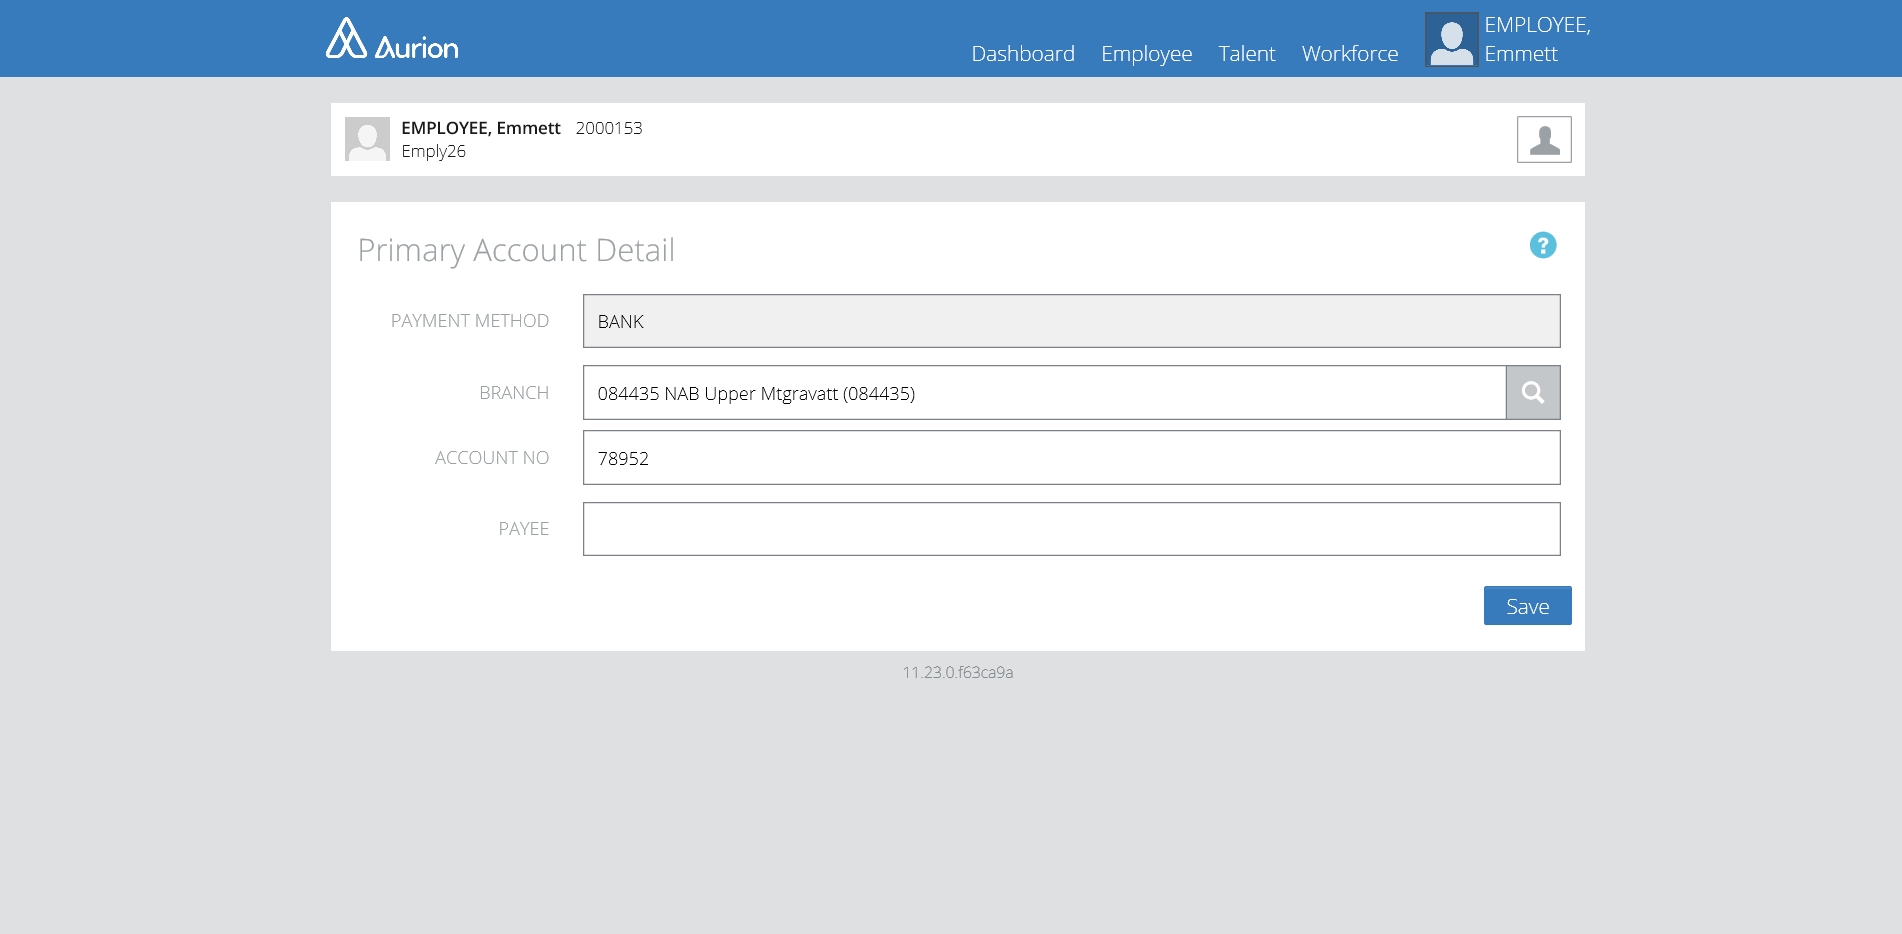 Aurion
Dashboard Employee Talent Workforce
EMPLOYEE,
Emmett
EMPLOYEE, Emmett 2000153
Emply26
Primary Account Detail
?
PAYMENT METHOD BANK
BRANCH 084435 NAB Upper Mtgravatt (084435)
ACCOUNT NO 78952
PAYEE
Save
11.23.0.f63ca9a